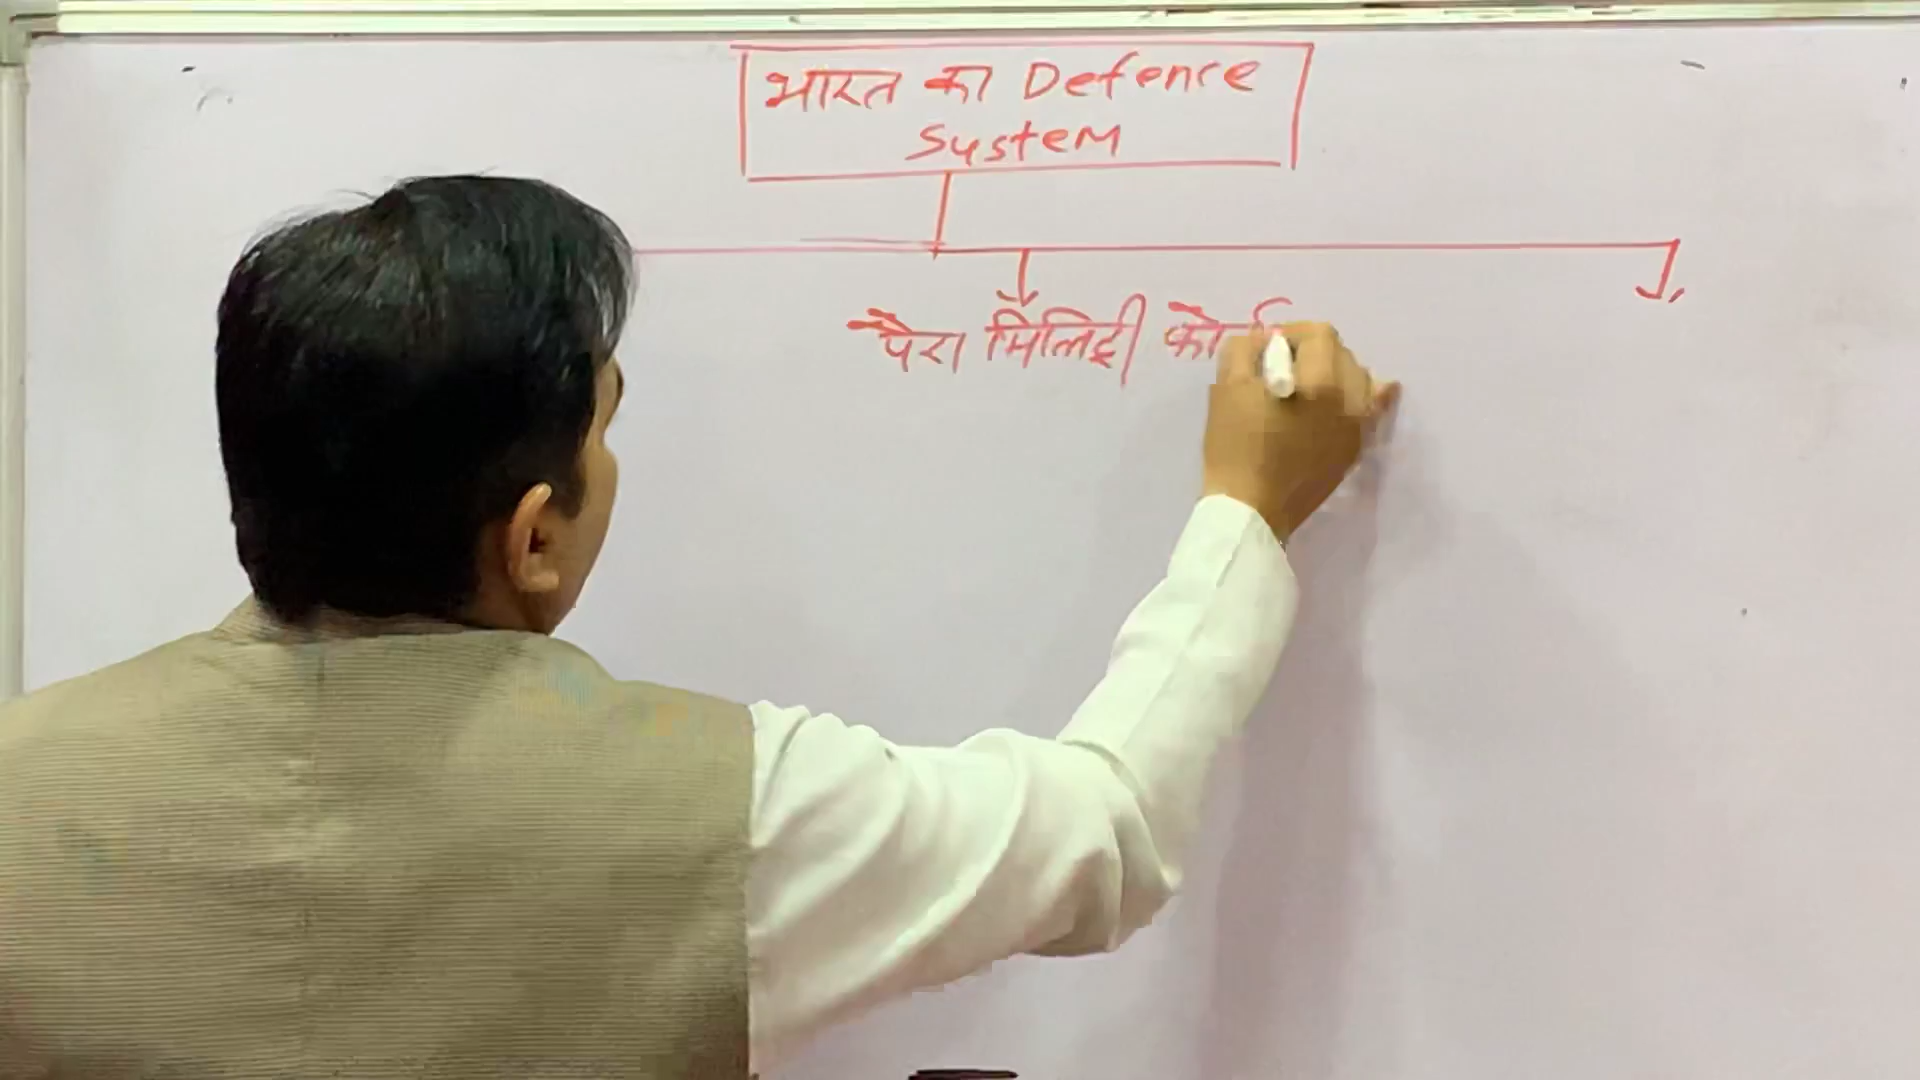 भारत का Defence
System
पैरा मिलिट्री